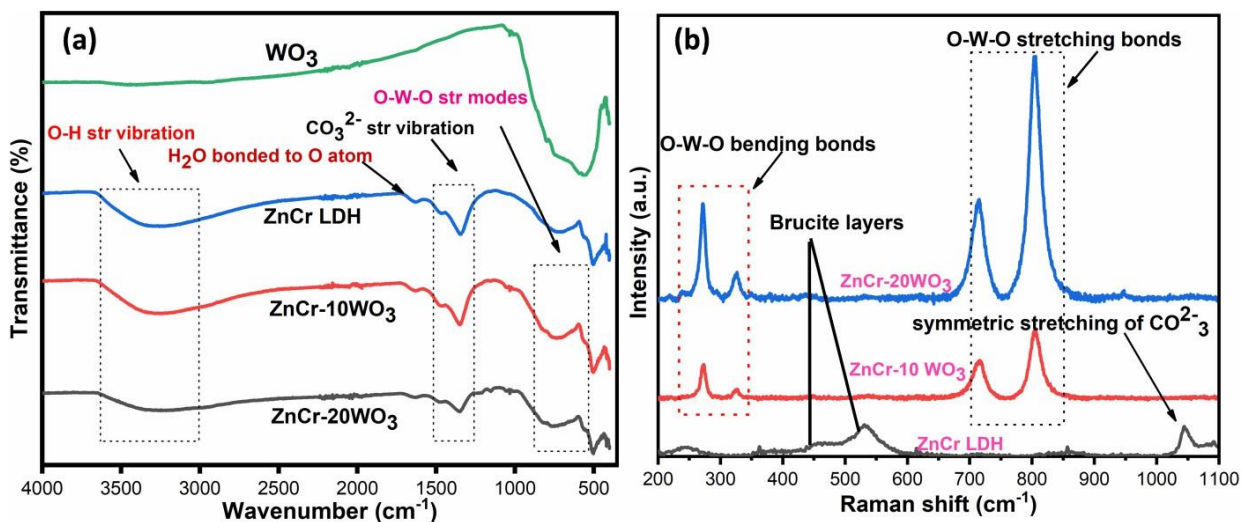 (a)
WO₃
O-W-O str modes
CO₃²⁻ str vibration
O-H str vibration
H₂O bonded to O atom
ZnCr LDH
ZnCr-10WO₃
ZnCr-20WO₃
Transmittance (%)
4000 3500 3000 2500 2000 1500 1000 500
Wavenumber (cm⁻¹)
(b)
O-W-O stretching bonds
O-W-O bending bonds
Brucite layers
ZnCr-20WO₃
symmetric stretching of CO²⁻₃
ZnCr-10 WO₃
ZnCr LDH
Intensity (a.u.)
200 300 400 500 600 700 800 900 1000 1100
Raman shift (cm⁻¹)